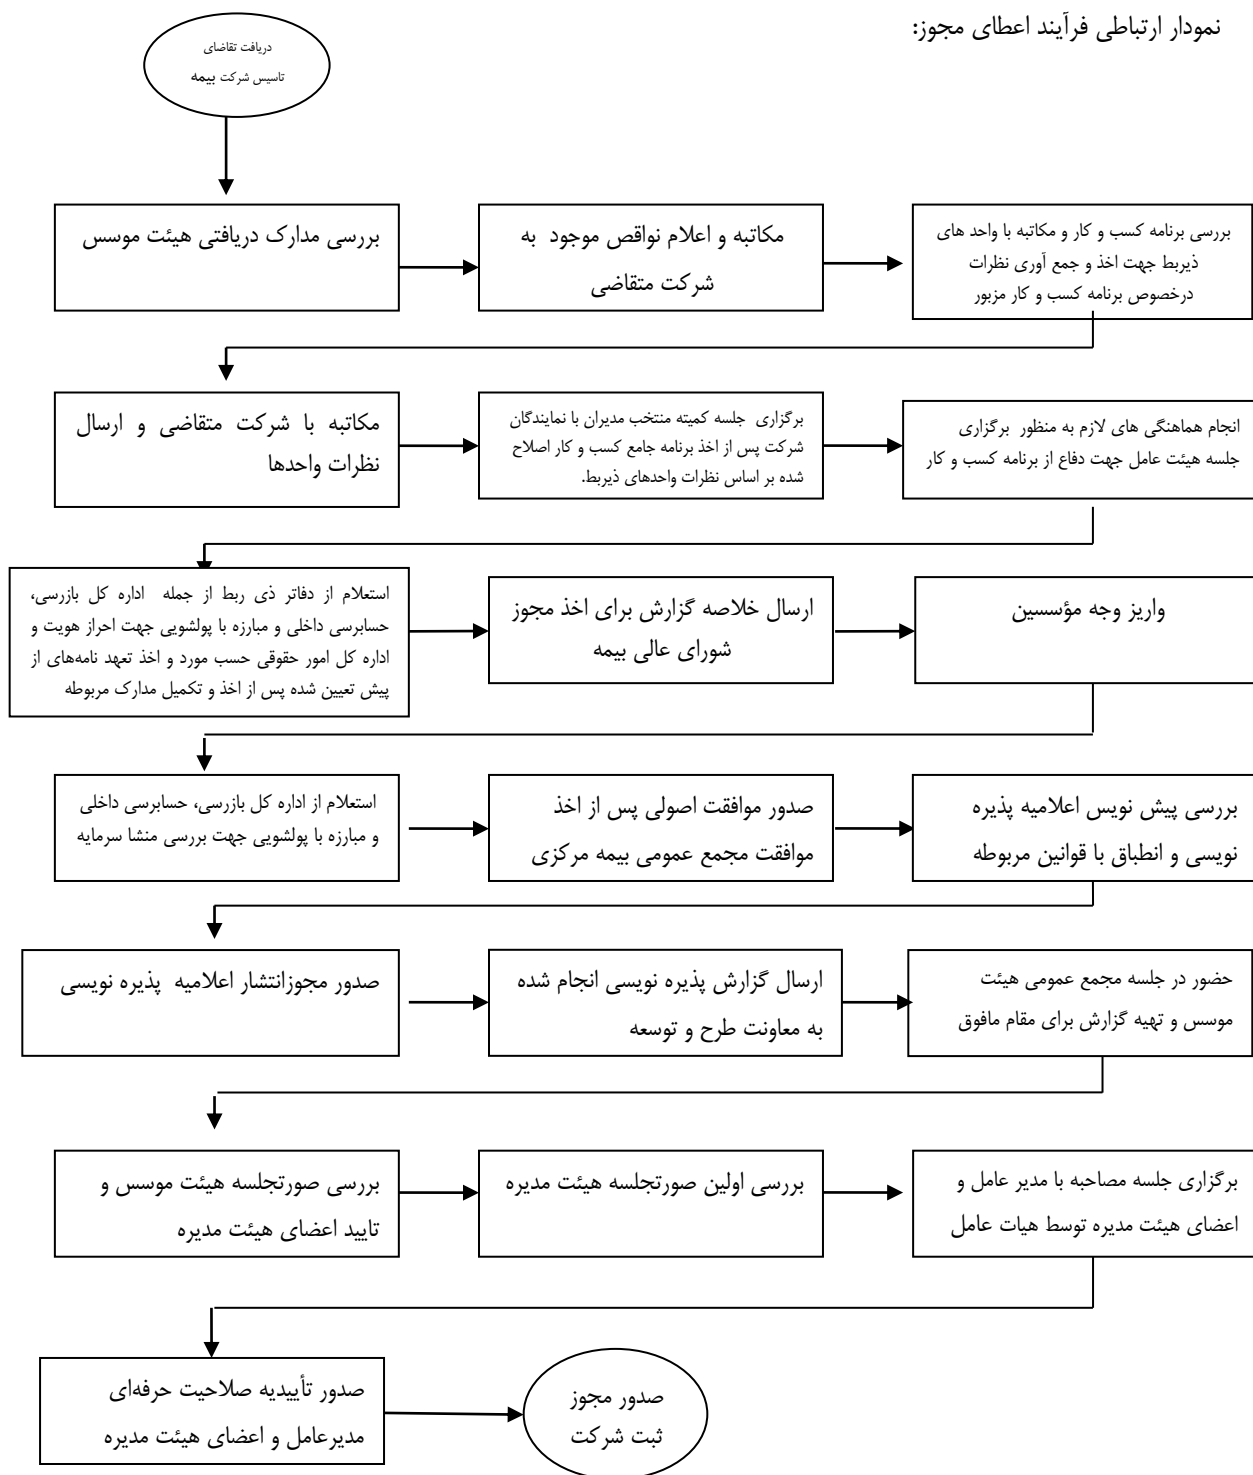 نمودار ارتباطی فرآیند اعطای مجوز:
دریافت تقاضای
تاسیس شرکت بیمه
بررسی مدارک دریافتی هیئت موسس
مکاتبه و اعلام نواقص موجود به
شرکت متقاضی
بررسی برنامه کسب و کار و مکاتبه با واحد های
ذیربط جهت اخذ و جمع آوری نظرات
درخصوص برنامه کسب و کار مزبور
مکاتبه با شرکت متقاضی و ارسال
نظرات واحدها
برگزاری جلسه کمیته منتخب مدیران با نمایندگان
شرکت پس از اخذ برنامه جامع کسب و کار اصلاح
شده بر اساس نظرات واحدهای ذیربط.
انجام هماهنگی های لازم به منظور برگزاری
جلسه هیئت عامل جهت دفاع از برنامه کسب و کار
استعلام از دفاتر ذی ربط از جمله اداره کل بازرسی،
حسابرسی داخلی و مبارزه با پولشویی جهت احراز هویت و
اداره کل امور حقوقی حسب مورد و اخذ تعهد نامه‌های از
پیش تعیین شده پس از اخذ و تکمیل مدارک مربوطه
ارسال خلاصه گزارش برای اخذ مجوز
شورای عالی بیمه
واریز وجه مؤسسین
استعلام از اداره کل بازرسی، حسابرسی داخلی
و مبارزه با پولشویی جهت بررسی منشا سرمایه
صدور موافقت اصولی پس از اخذ
موافقت مجمع عمومی بیمه مرکزی
بررسی پیش نویس اعلامیه پذیره
نویسی و انطباق با قوانین مربوطه
صدور مجوزانتشار اعلامیه پذیره نویسی
ارسال گزارش پذیره نویسی انجام شده
به معاونت طرح و توسعه
حضور در جلسه مجمع عمومی هیئت
موسس و تهیه گزارش برای مقام مافوق
بررسی صورتجلسه هیئت موسس و
تایید اعضای هیئت مدیره
بررسی اولین صورتجلسه هیئت مدیره
برگزاری جلسه مصاحبه با مدیر عامل و
اعضای هیئت مدیره توسط هیات عامل
صدور تأییدیه صلاحیت حرفه‌ای
مدیرعامل و اعضای هیئت مدیره
صدور مجوز
ثبت شرکت